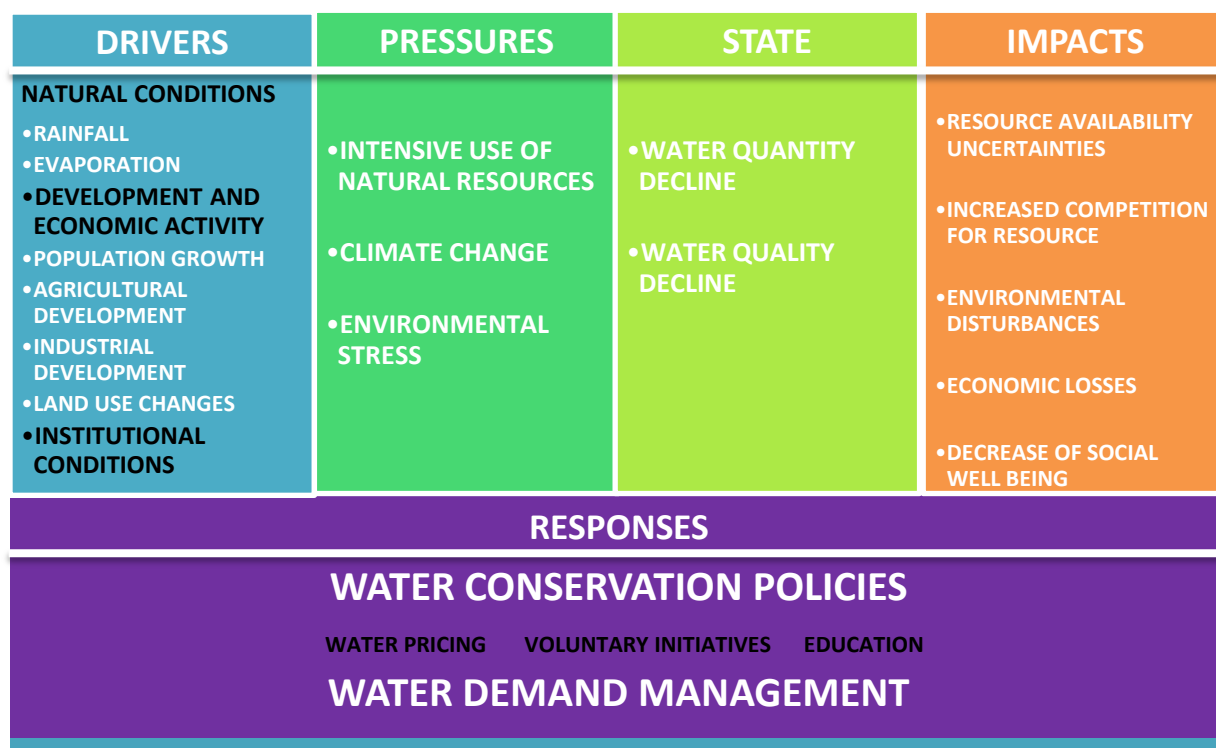 DRIVERS
NATURAL CONDITIONS
•RAINFALL
•EVAPORATION
•DEVELOPMENT AND
ECONOMIC ACTIVITY
•POPULATION GROWTH
•AGRICULTURAL
DEVELOPMENT
•INDUSTRIAL
DEVELOPMENT
•LAND USE CHANGES
•INSTITUTIONAL
CONDITIONS
PRESSURES
•INTENSIVE USE OF
NATURAL RESOURCES
•CLIMATE CHANGE
•ENVIRONMENTAL
STRESS
STATE
•WATER QUANTITY
DECLINE
•WATER QUALITY
DECLINE
IMPACTS
•RESOURCE AVAILABILITY
UNCERTAINTIES
•INCREASED COMPETITION
FOR RESOURCE
•ENVIRONMENTAL
DISTURBANCES
•ECONOMIC LOSSES
•DECREASE OF SOCIAL
WELL BEING
RESPONSES
WATER CONSERVATION POLICIES
WATER PRICING VOLUNTARY INITIATIVES EDUCATION
WATER DEMAND MANAGEMENT